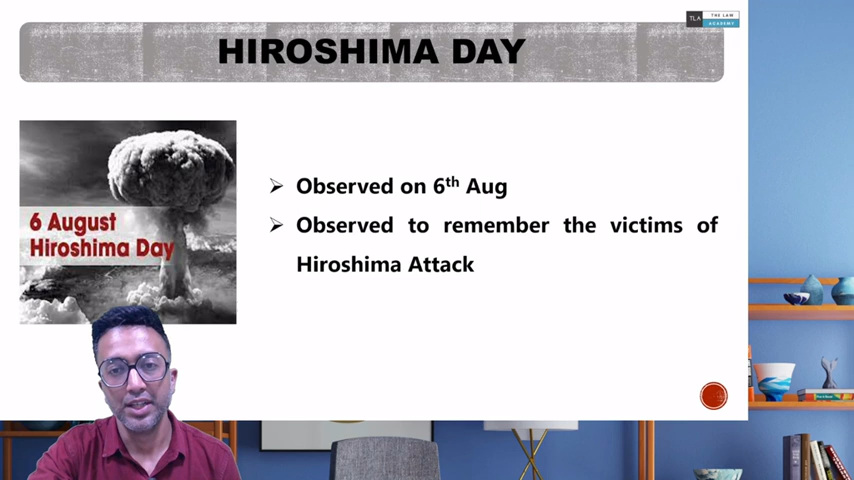 TLA THE LAW ACADEMY
HIROSHIMA DAY
6 August
Hiroshima Day
Observed on 6th Aug
Observed to remember the victims of
Hiroshima Attack